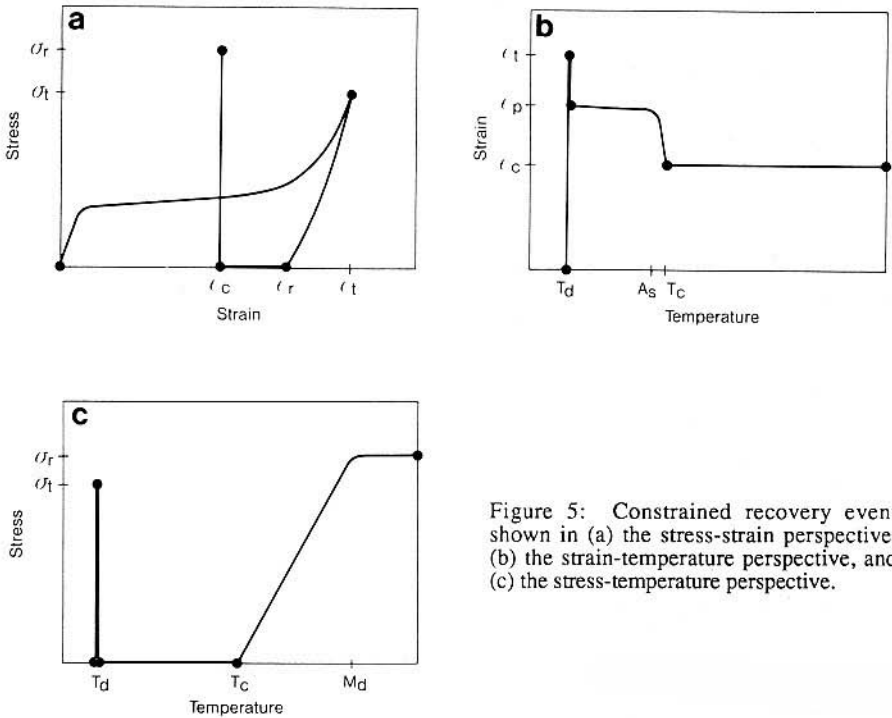 a
σr
σt
Stress
εc εr εt
Strain
b
εt
εp
εc
Strain
Td As Tc
Temperature
c
σr
σt
Stress
Td Tc Md
Temperature
Figure 5: Constrained recovery even
shown in (a) the stress-strain perspective
(b) the strain-temperature perspective, and
(c) the stress-temperature perspective.